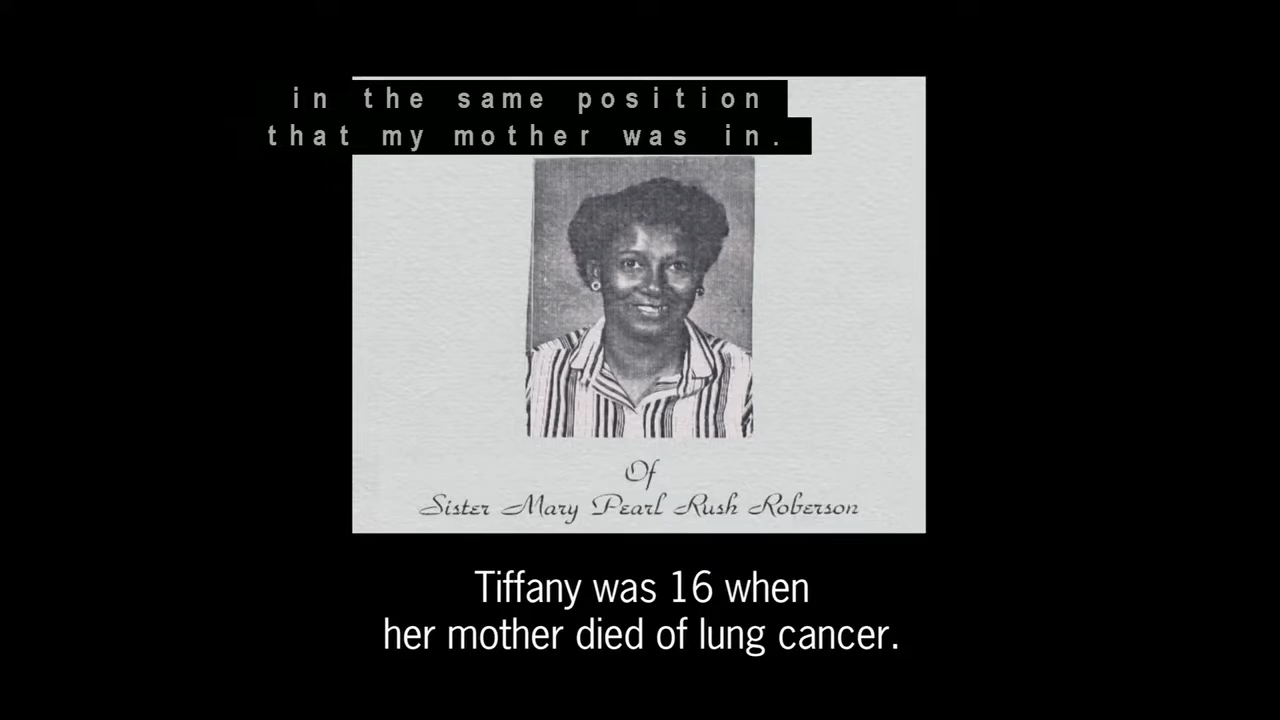 in the same position
that my mother was in.
Of
Sister Mary Pearl Rush Roberson
Tiffany was 16 when
her mother died of lung cancer.